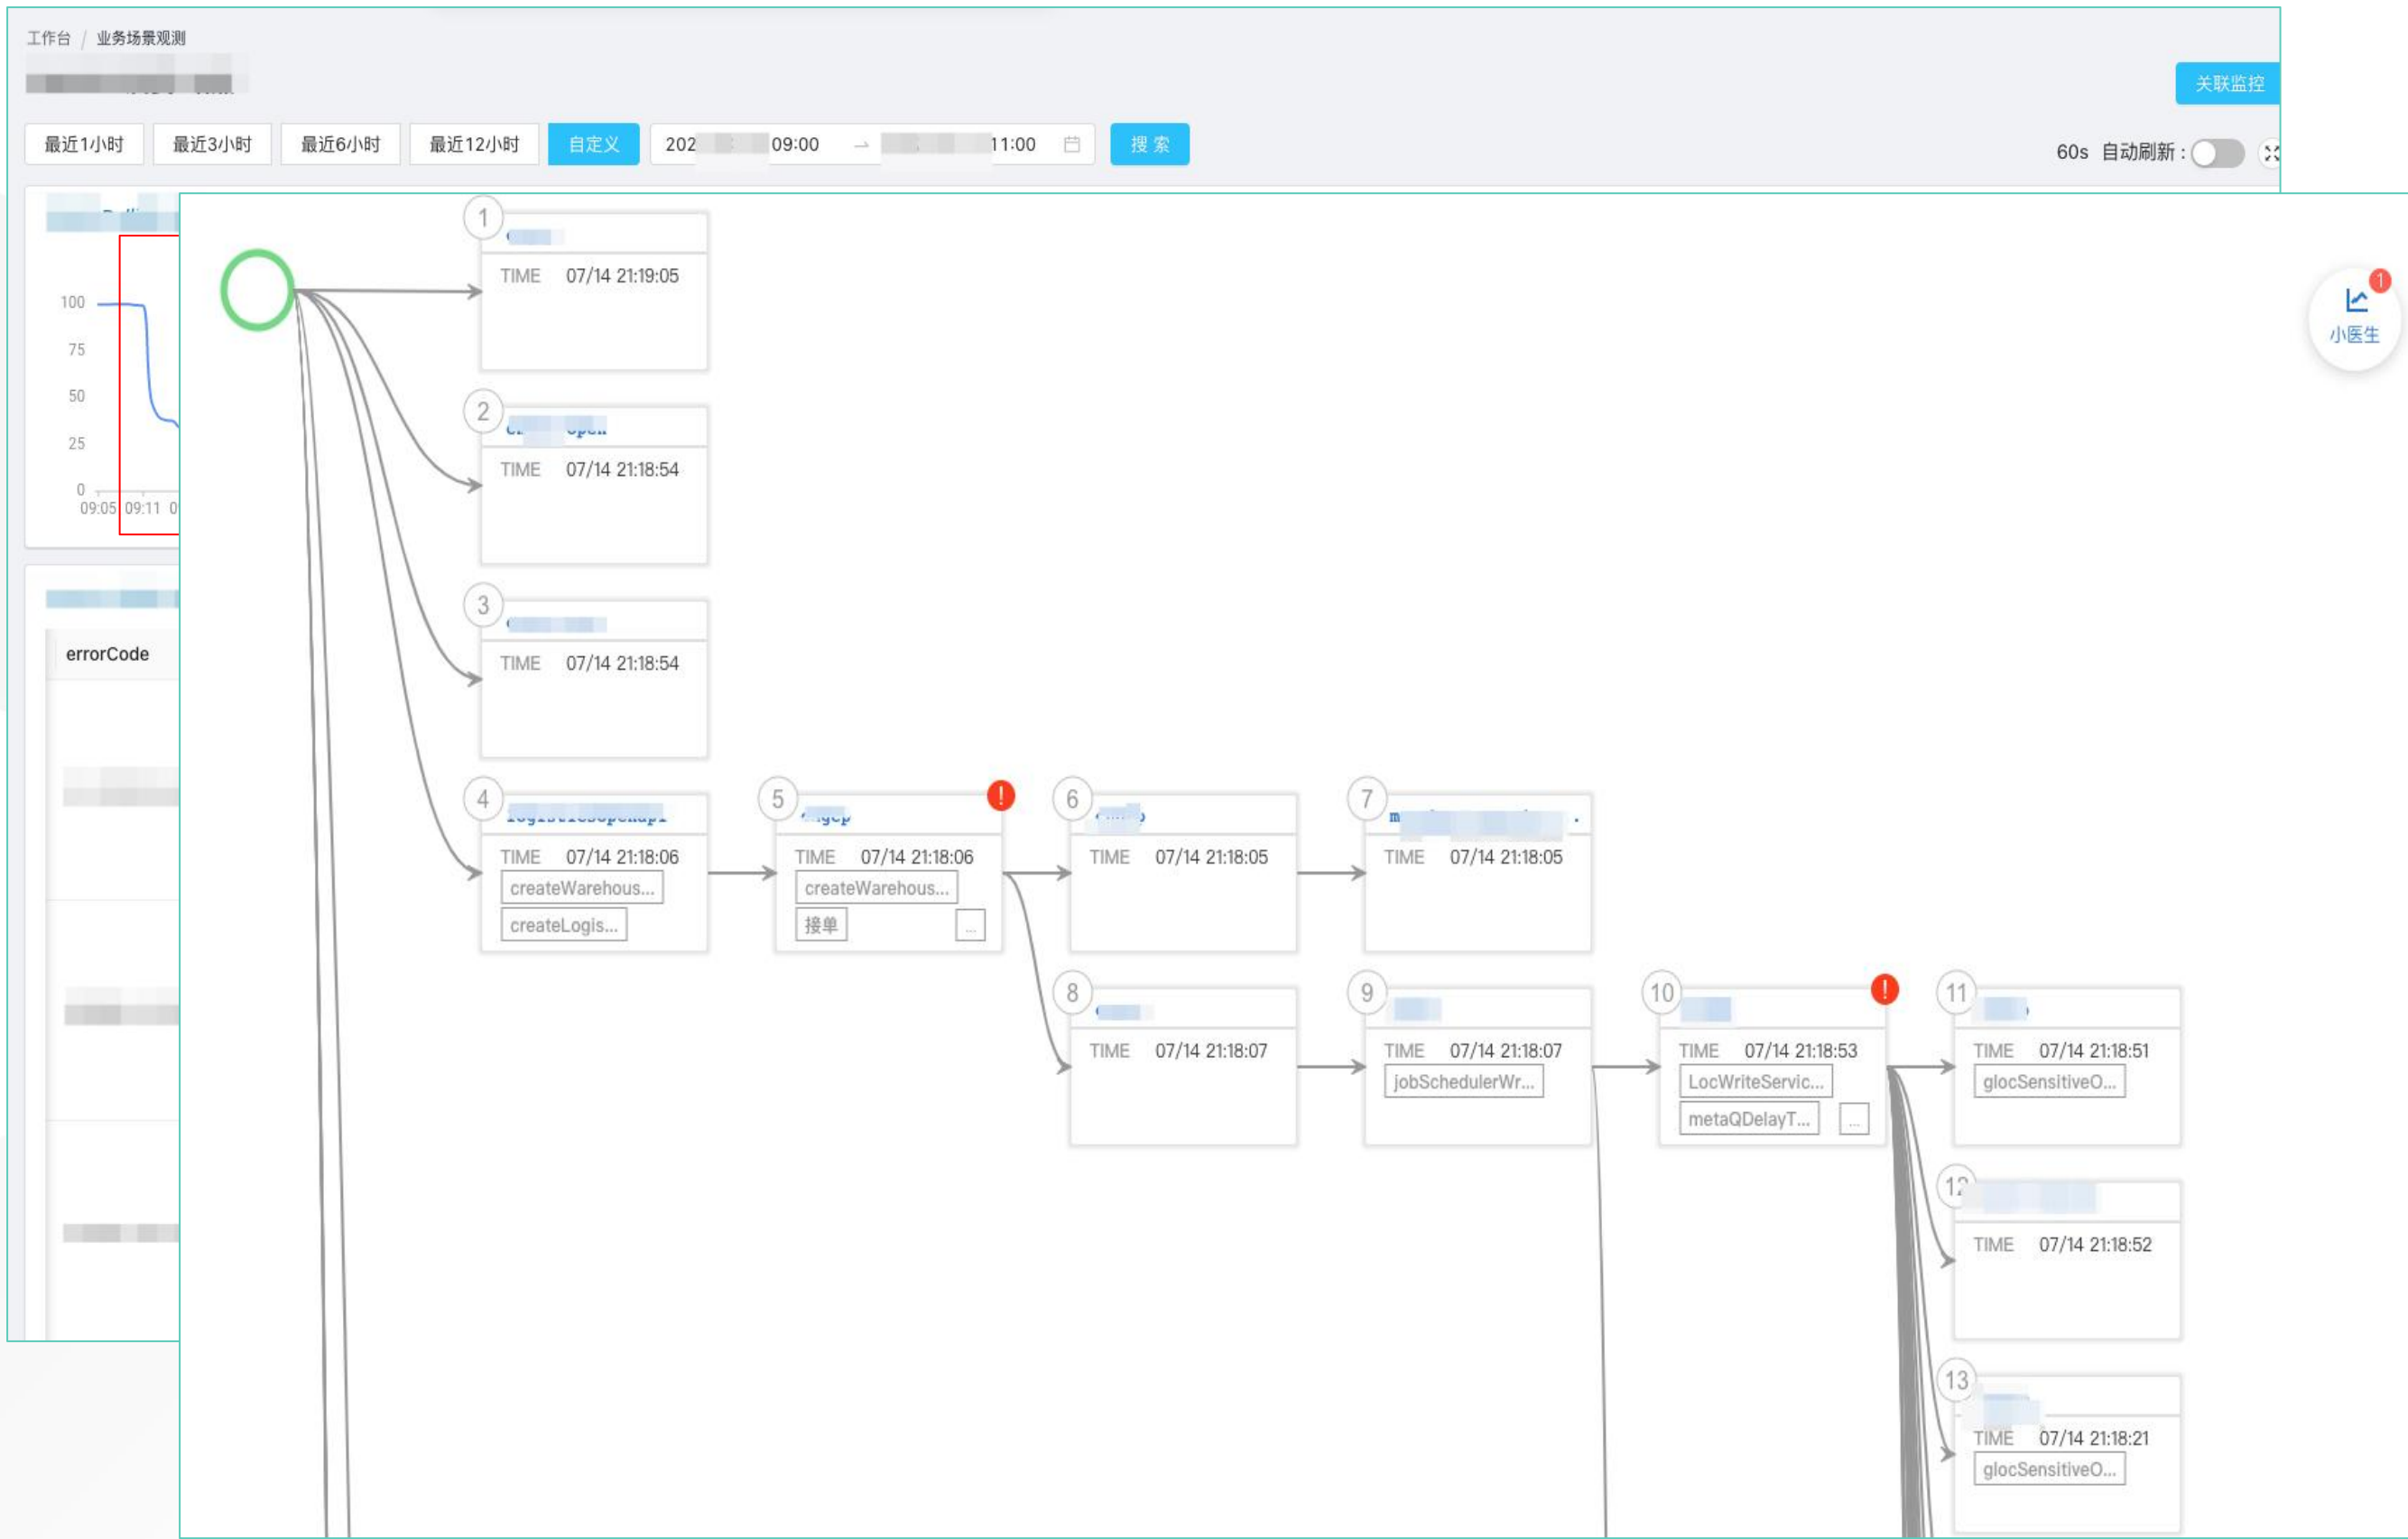 工作台 / 业务场景观测
关联监控
最近1小时 最近3小时 最近6小时 最近12小时 自定义 202 09:00 → 11:00 搜 索
60s 自动刷新 :
100
75
50
25
0
09:05 09:11
errorCode
小医生
1
1
TIME 07/14 21:19:05
2
TIME 07/14 21:18:54
3
TIME 07/14 21:18:54
4
TIME 07/14 21:18:06
createWarehous...
createLogis...
5
!
TIME 07/14 21:18:06
createWarehous...
接单 ...
6
TIME 07/14 21:18:05
7
TIME 07/14 21:18:05
8
TIME 07/14 21:18:07
9
TIME 07/14 21:18:07
jobSchedulerWr...
10
!
TIME 07/14 21:18:53
LocWriteServic...
metaQDelayT... ...
11
TIME 07/14 21:18:51
glocSensitiveO...
12
TIME 07/14 21:18:52
13
TIME 07/14 21:18:21
glocSensitiveO...